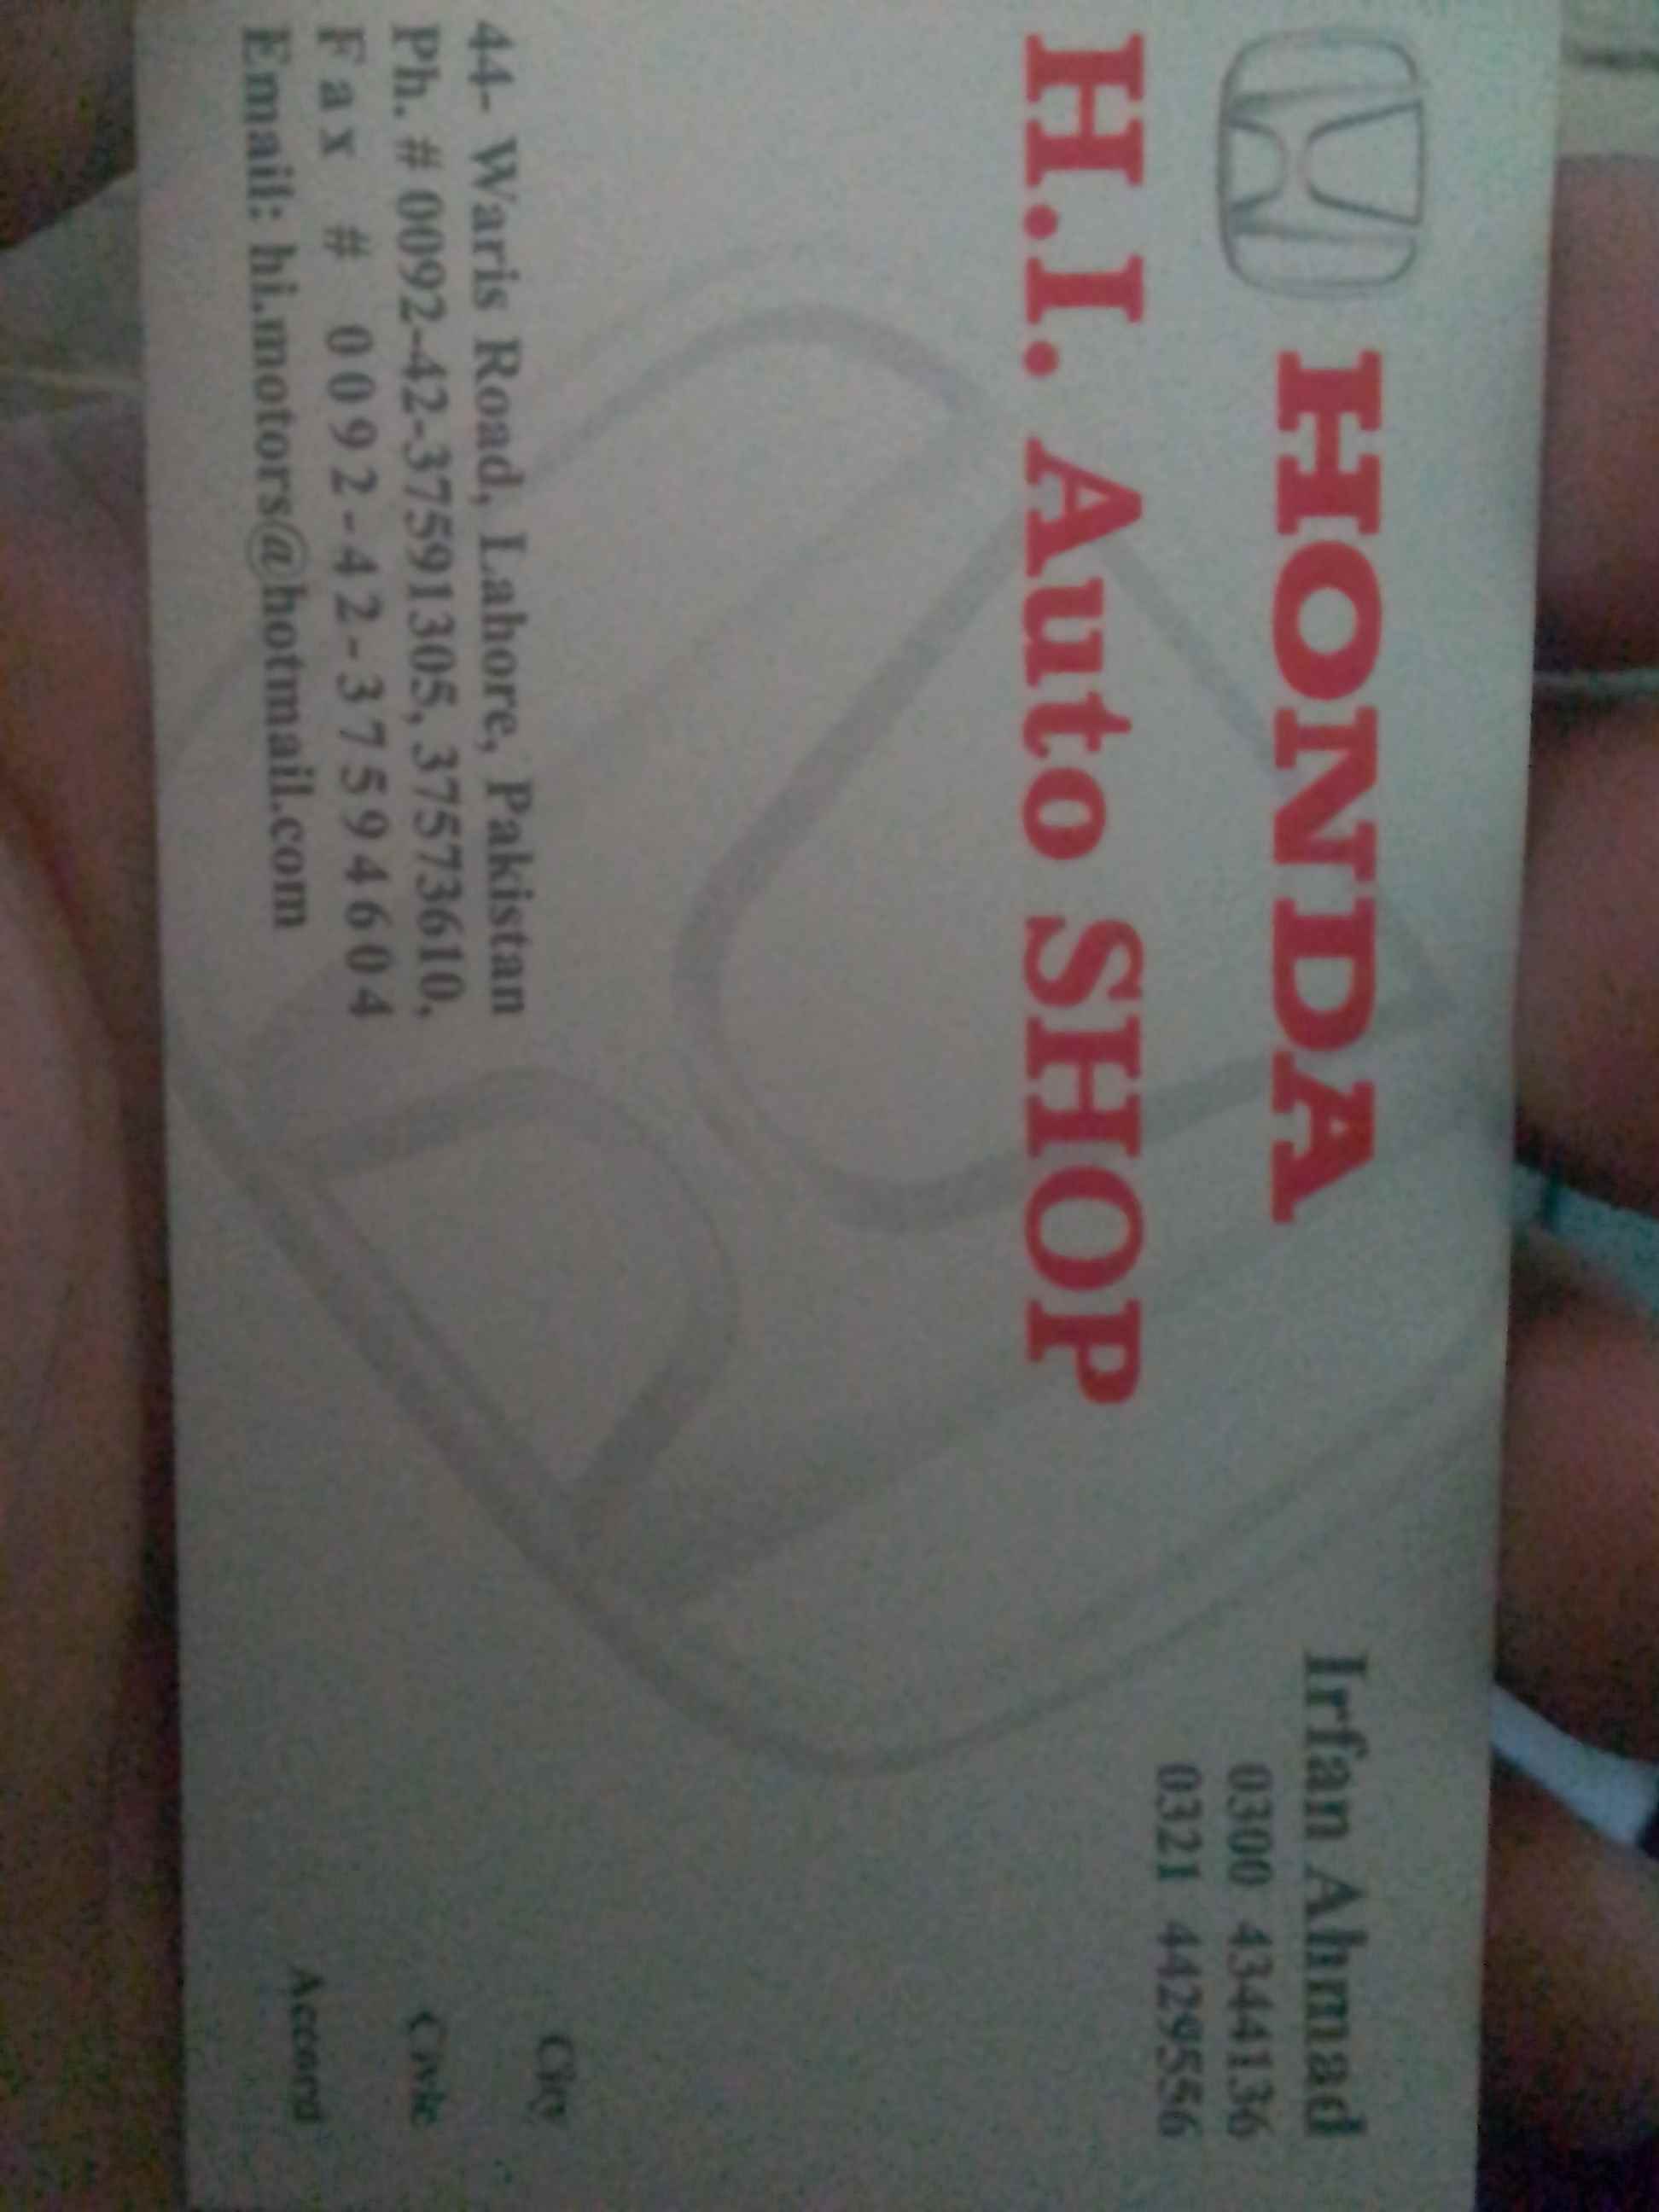 HONDA
H.I. Auto SHOP
Irfan Ahmad
0300 4344136
0321 4429556
44- Waris Road, Lahore, Pakistan
Ph. # 0092-42-37591305, 37573610,
Fax # 0092-42-37594604
Email: hi.motors@hotmail.com
City
Civic
Accord